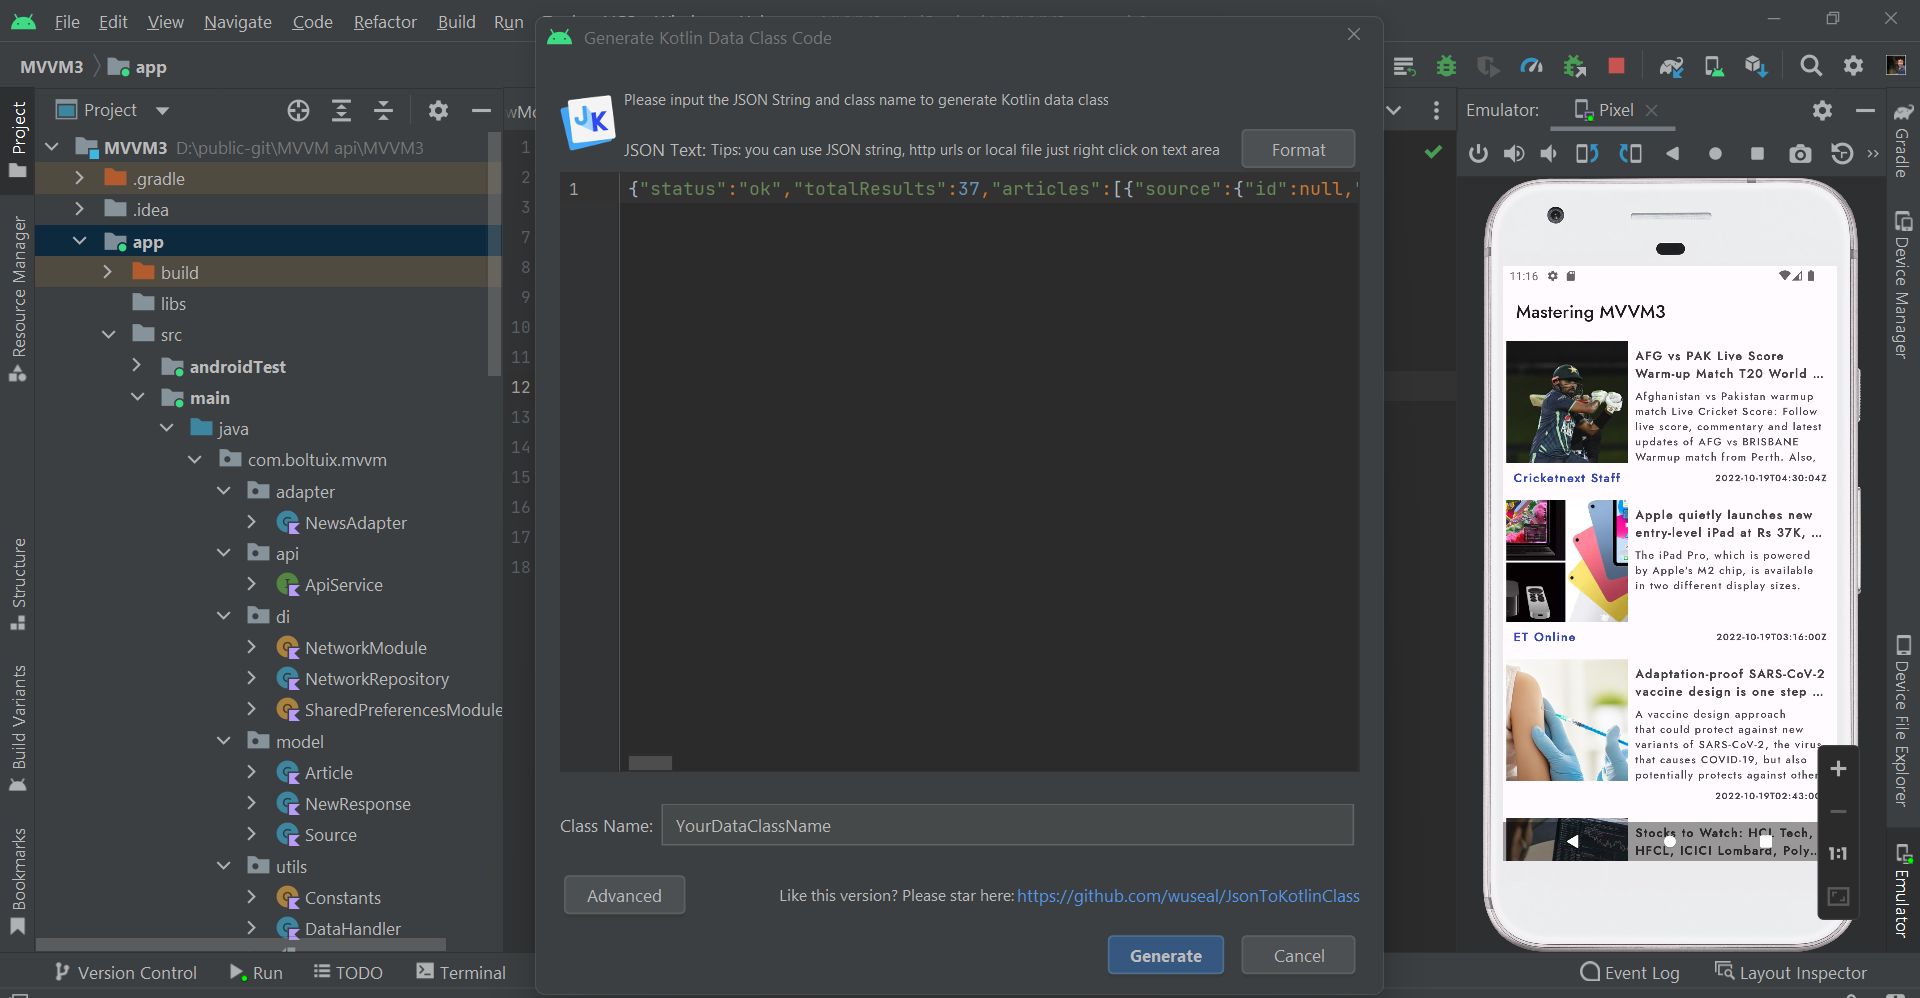 File Edit View Navigate Code Refactor Build Run
MVVM3 app
Generate Kotlin Data Class Code
Please input the JSON String and class name to generate Kotlin data class
JSON Text: Tips: you can use JSON string, http urls or local file just right click on text area
Format
1 {"status":"ok","totalResults":37,"articles":[{"source":{"id":null,"
Class Name: YourDataClassName
Advanced
Like this version? Please star here: https://github.com/wuseal/JsonToKotlinClass
Generate
Cancel
Project
Resource Manager
Structure
Build Variants
Bookmarks
Project
MVVM3 D:\public-git\MVVM api\MVVM3
.gradle
.idea
app
build
libs
src
androidTest
main
java
com.boltuix.mvvm
adapter
NewsAdapter
api
ApiService
di
NetworkModule
NetworkRepository
SharedPreferencesModule
model
Article
NewResponse
Source
utils
Constants
DataHandler
1
2
3
7
8
9
10
11
12
13
14
15
16
17
18
Emulator: Pixel
11:16
Mastering MVVM3
AFG vs PAK Live Score
Warm-up Match T20 World ...
Afghanistan vs Pakistan warmup
match Live Cricket Score: Follow
live score, commentary and latest
updates of AFG vs BRISBANE
Warmup match from Perth. Also,
Cricketnext Staff 2022-10-19T04:30:04Z
Apple quietly launches new
entry-level iPad at Rs 37K, ...
The iPad Pro, which is powered
by Apple's M2 chip, is available
in two different display sizes.
ET Online 2022-10-19T03:16:00Z
Adaptation-proof SARS-CoV-2
vaccine design is one step ...
A vaccine design approach
that could protect against new
variants of SARS-CoV-2, the virus
that causes COVID-19, but also
potentially protects against other
2022-10-19T02:43:00
Stocks to Watch: HCL Tech,
HFCL, ICICI Lombard, Poly...
1:1
Gradle
Device Manager
Device File Explorer
Emulator
Version Control Run TODO Terminal
Event Log Layout Inspector